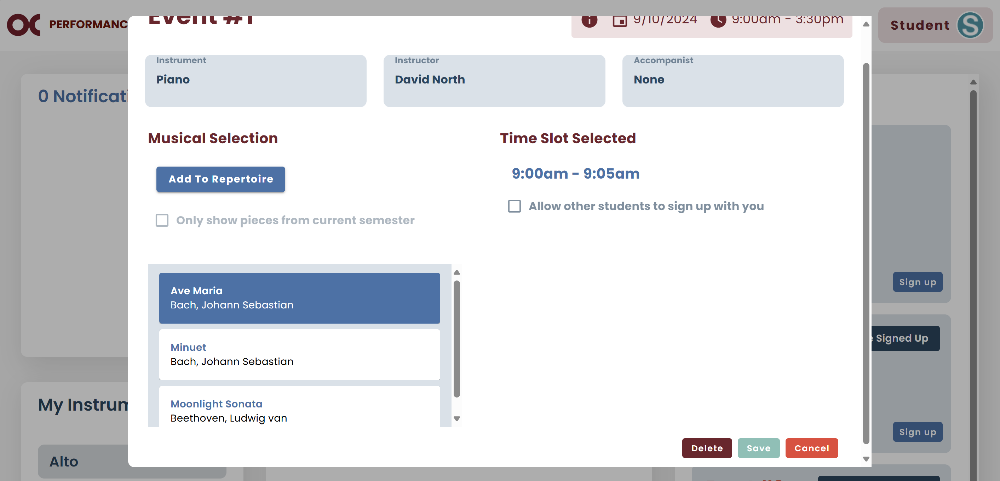 OC PERFORMANC
Event #1
9/10/2024
9:00am - 3:30pm
Student S
Instrument
Piano
Instructor
David North
Accompanist
None
0 Notificati
Musical Selection
Time Slot Selected
Add To Repertoire
9:00am - 9:05am
Allow other students to sign up with you
Only show pieces from current semester
Ave Maria
Bach, Johann Sebastian
Minuet
Bach, Johann Sebastian
Moonlight Sonata
Beethoven, Ludwig van
Sign up
e Signed Up
Sign up
My Instrum
Alto
Delete
Save
Cancel